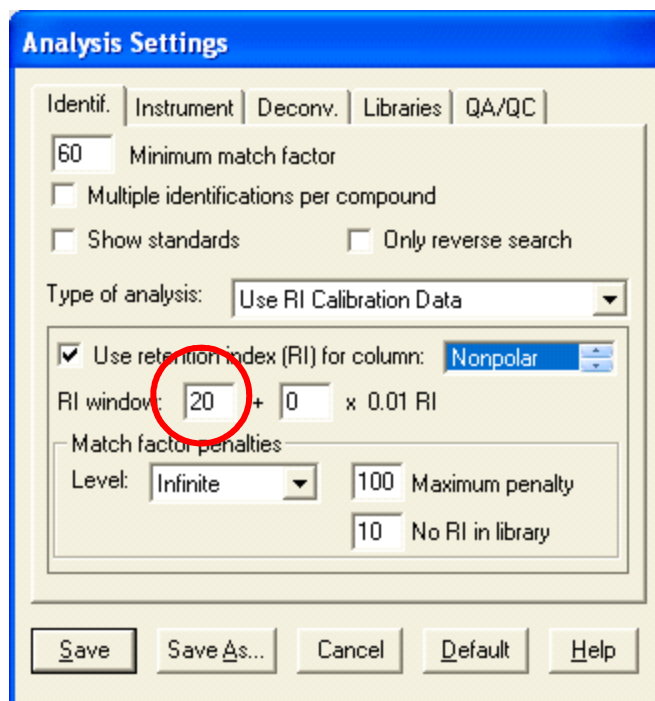 Analysis Settings
Identif. Instrument Deconv. Libraries QA/QC
60 Minimum match factor
Multiple identifications per compound
Show standards Only reverse search
Type of analysis: Use RI Calibration Data
Use retention index (RI) for column: Nonpolar
RI window: 20 + 0 x 0.01 RI
Match factor penalties
Level: Infinite 100 Maximum penalty
10 No RI in library
Save Save As... Cancel Default Help